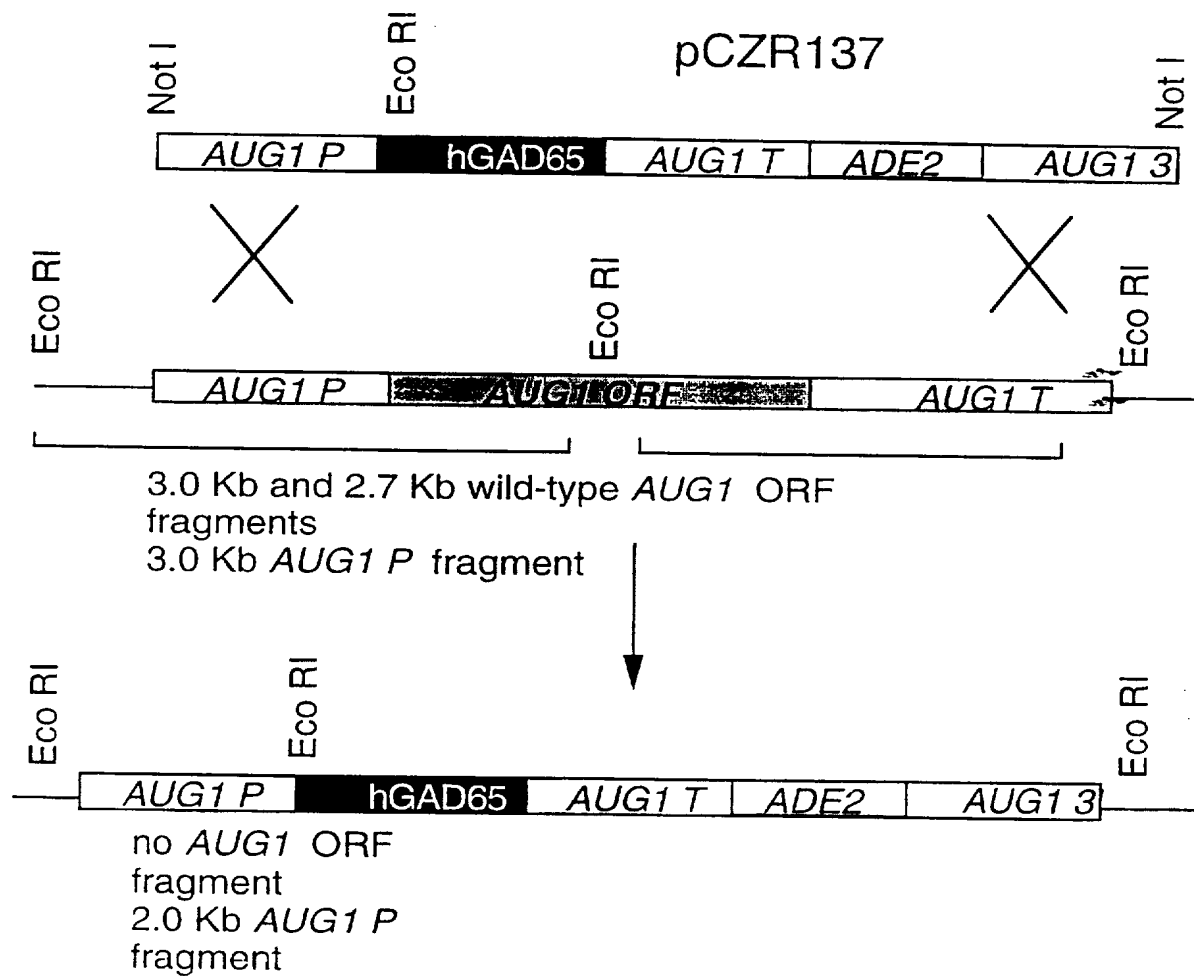 pCZR137
Not I
Eco RI
Not I
AUG1 P
hGAD65
AUG1 T
ADE2
AUG1 3
Eco RI
Eco RI
Eco RI
AUG1 P
AUG1 ORF
AUG1 T
3.0 Kb and 2.7 Kb wild-type AUG1 ORF
fragments
3.0 Kb AUG1 P fragment
Eco RI
Eco RI
Eco RI
AUG1 P
hGAD65
AUG1 T
ADE2
AUG1 3
no AUG1 ORF
fragment
2.0 Kb AUG1 P
fragment